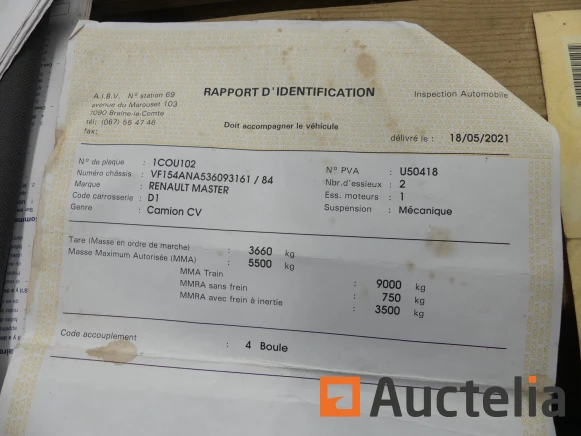 RAPPORT D'IDENTIFICATION
A.I.B.V. N° station 69
avenue du Marouset 103
7090 Braine-le-Comte
tél: (067) 55 47 46
fax:
Inspection Automobile
Doit accompagner le véhicule
délivré le : 18/05/2021
N° de plaque : 1COU102
Numéro châssis : VF154ANA536093161 / 84
Marque : RENAULT MASTER
Code carrosserie : D1
Genre : Camion CV
N° PVA : U50418
Nbr.d'essieux : 2
Ess. moteurs : 1
Suspension : Mécanique
Tare (Masse en ordre de marche) : 3660 kg
Masse Maximum Autorisée (MMA) : 5500 kg
MMA Train : 9000 kg
MMRA sans frein : 750 kg
MMRA avec frein à inertie : 3500 kg
Code accouplement : 4 Boule
Auctelia